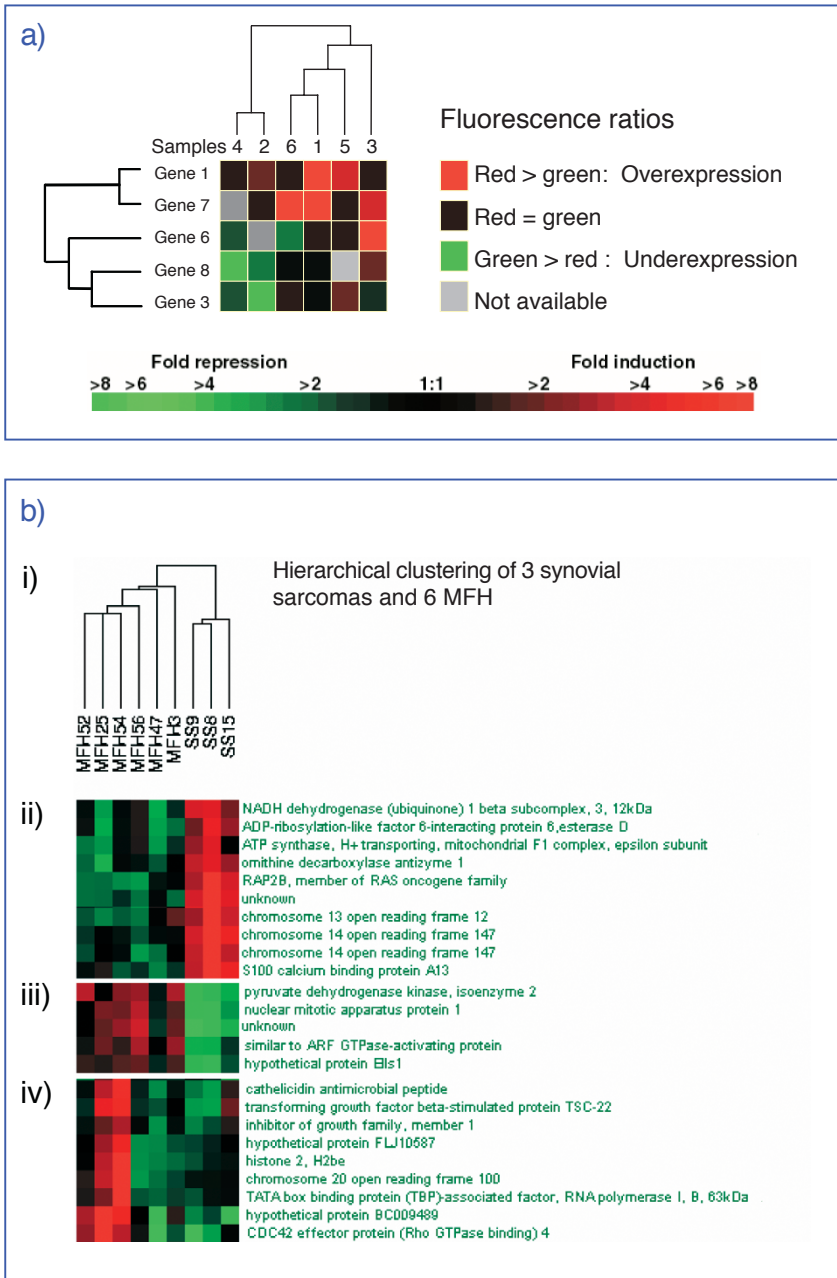 a)
Samples 4 2 6 1 5 3
Gene 1
Gene 7
Gene 6
Gene 8
Gene 3
Fluorescence ratios
Red > green: Overexpression
Red = green
Green > red : Underexpression
Not available
Fold repression
Fold induction
>8 >6 >4 >2 1:1 >2 >4 >6 >8
b)
i)
Hierarchical clustering of 3 synovial
sarcomas and 6 MFH
MFH52
MFH25
MFH54
MFH56
MFH47
MFH3
SS9
SS8
SS15
ii)
NADH dehydrogenase (ubiquinone) 1 beta subcomplex, 3, 12kDa
ADP-ribosylation-like factor 6-interacting protein 6,esterase D
ATP synthase, H+ transporting, mitochondrial F1 complex, epsilon subunit
ornithine decarboxylase antizyme 1
RAP2B, member of RAS oncogene family
unknown
chromosome 13 open reading frame 12
chromosome 14 open reading frame 147
chromosome 14 open reading frame 147
S100 calcium binding protein A13
iii)
pyruvate dehydrogenase kinase, isoenzyme 2
nuclear mitotic apparatus protein 1
unknown
similar to ARF GTPase-activating protein
hypothetical protein Ells1
iv)
cathelicidin antimicrobial peptide
transforming growth factor beta-stimulated protein TSC-22
inhibitor of growth family, member 1
hypothetical protein FLJ10587
histone 2, H2be
chromosome 20 open reading frame 100
TATA box binding protein (TBP)-associated factor, RNA polymerase I, B, 63kDa
hypothetical protein BC009489
CDC42 effector protein (Rho GTPase binding) 4